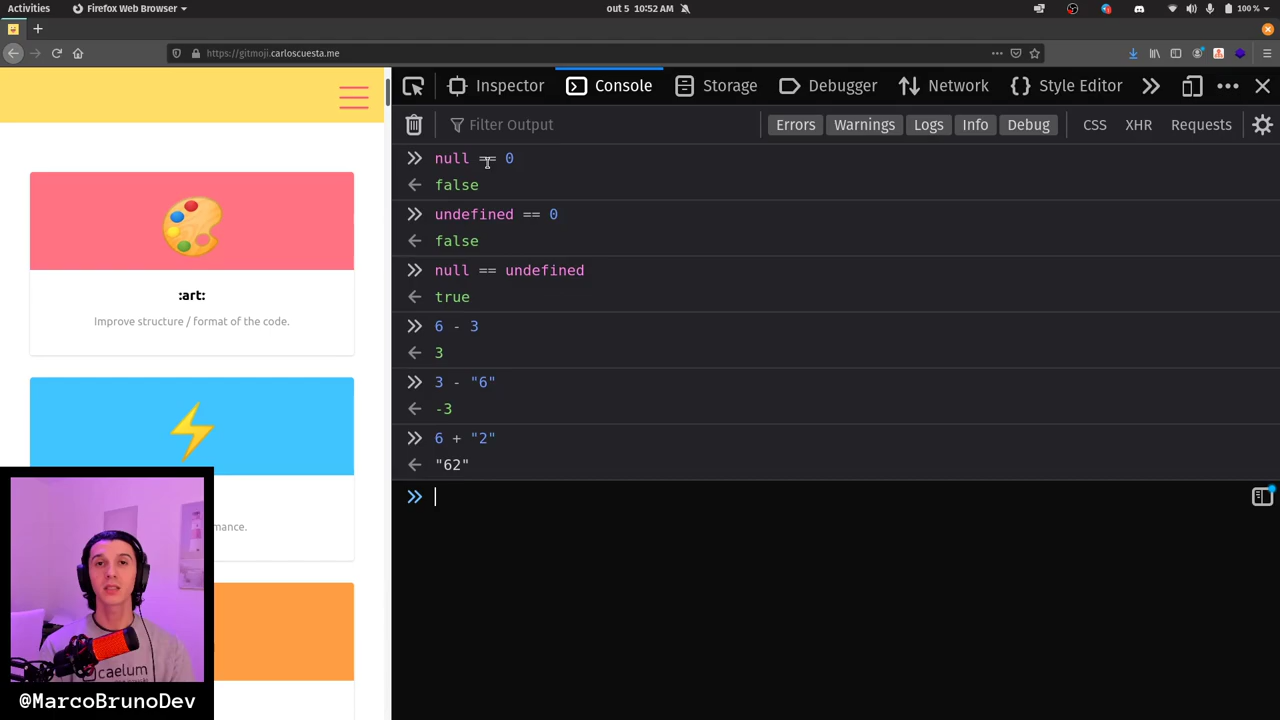 Activities
Firefox Web Browser
out 5 10:52 AM
100 %
https://gitmoji.carloscuesta.me
Inspector
Console
Storage
Debugger
Network
Style Editor
Filter Output
Errors
Warnings
Logs
Info
Debug
CSS
XHR
Requests
null == 0
false
undefined == 0
false
null == undefined
true
6 - 3
3
3 - "6"
-3
6 + "2"
"62"
:art:
Improve structure / format of the code.
mance.
caelum
@MarcoBrunoDev